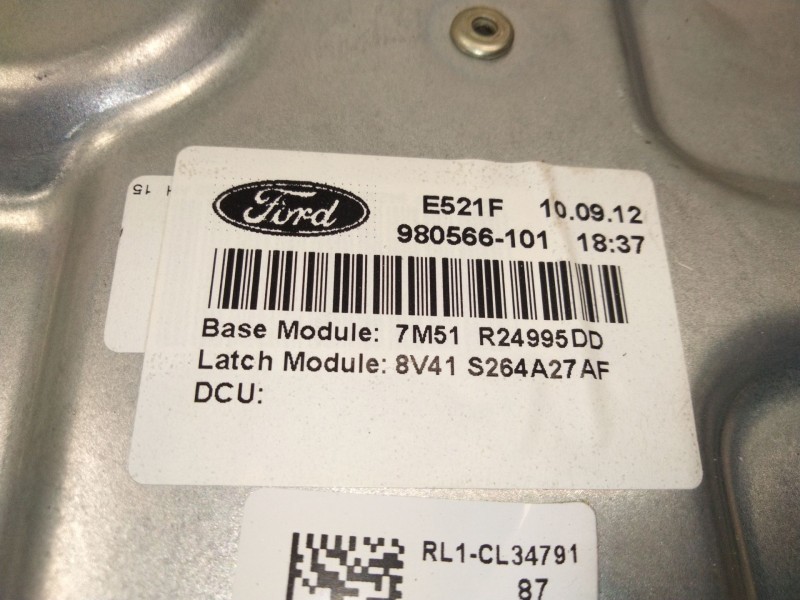 Ford
E521F 10.09.12
980566-101 18:37
Base Module: 7M51 R24995DD
Latch Module: 8V41 S264A27AF
DCU:
RL1-CL34791
87
15